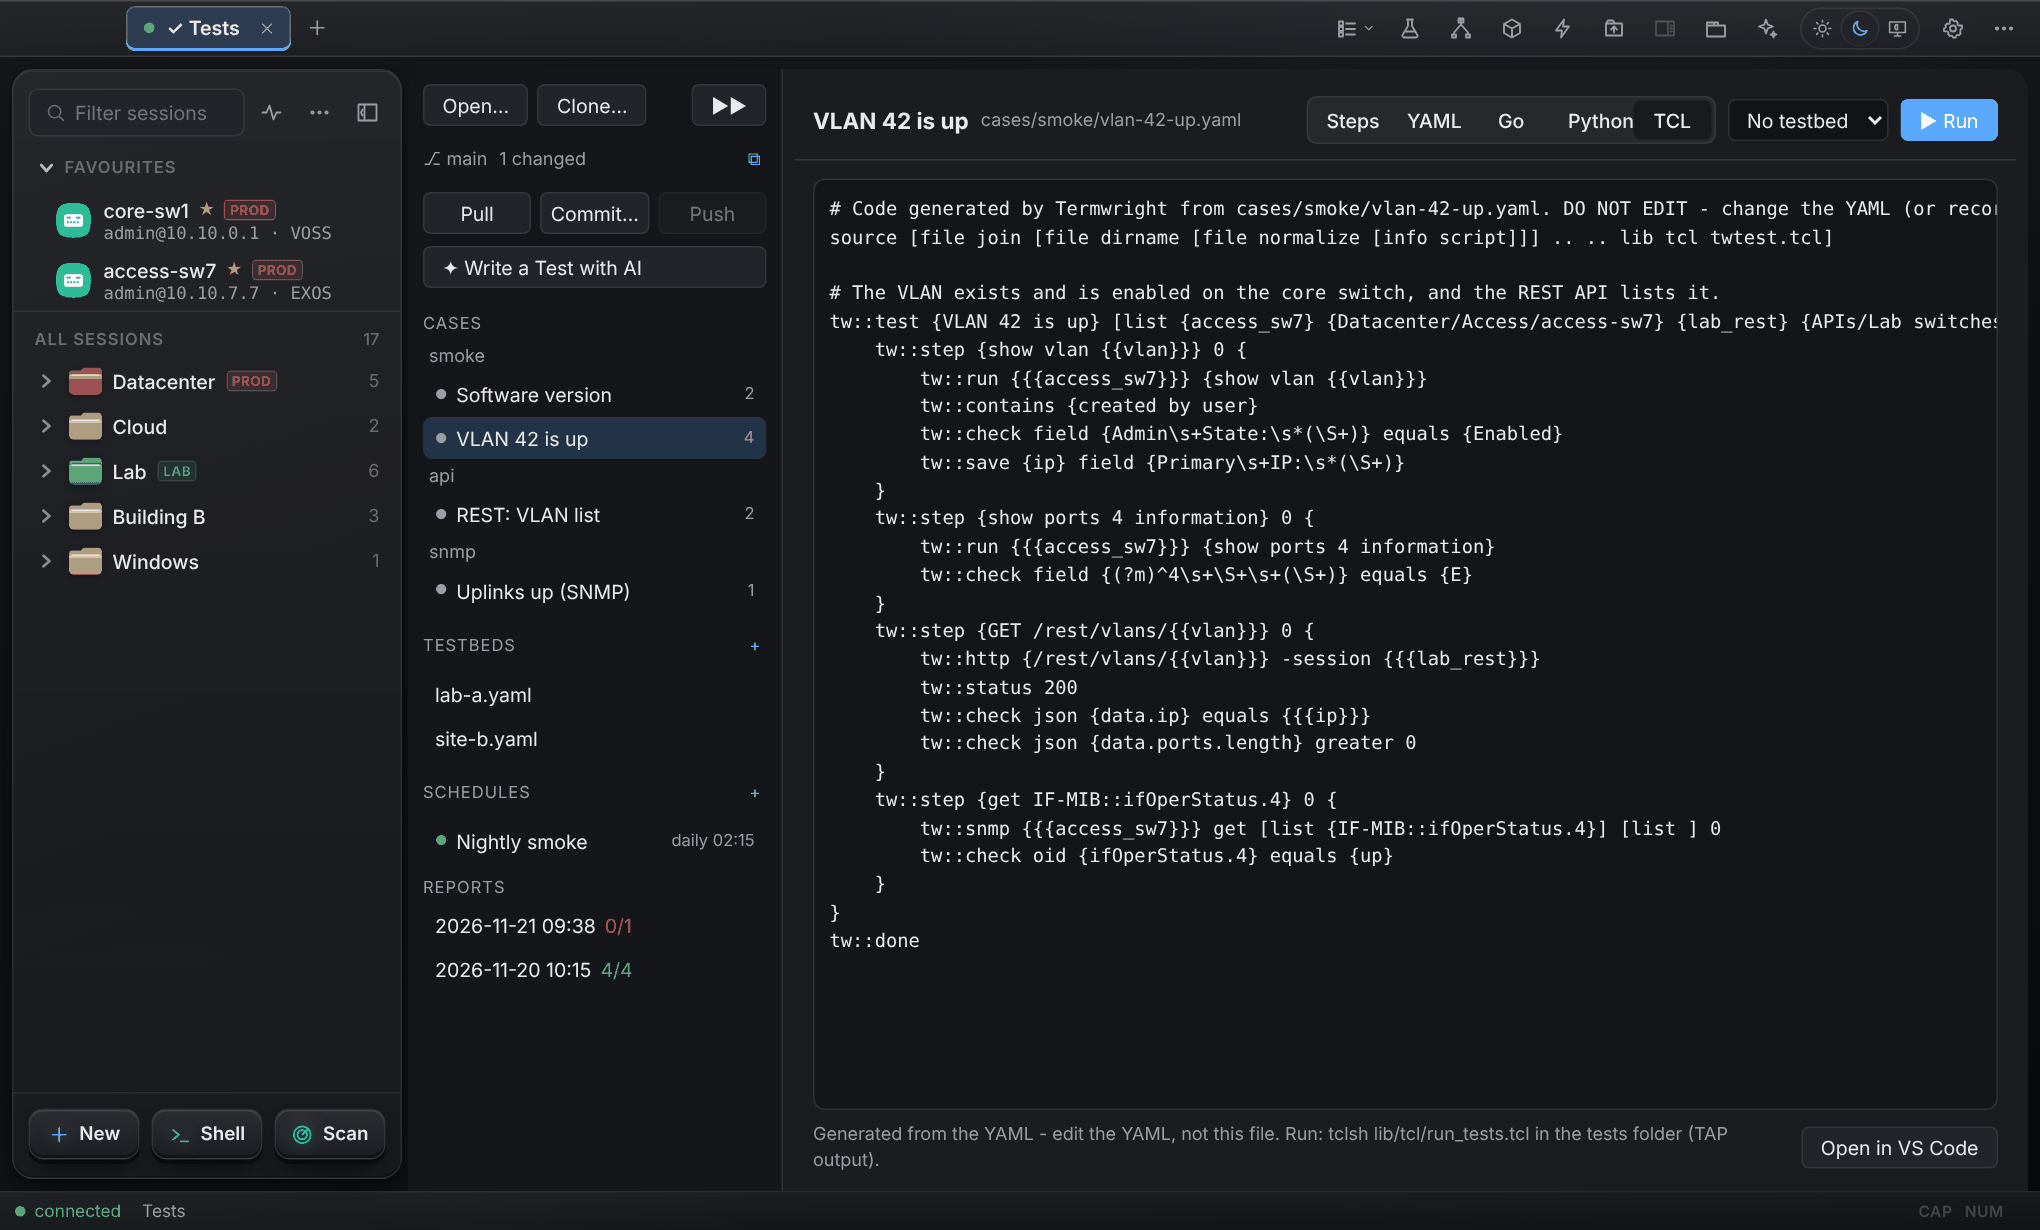 ✓ Tests × +
Filter sessions
FAVOURITES
core-sw1 ★ PROD
admin@10.10.0.1 · VOSS
access-sw7 ★ PROD
admin@10.10.7.7 · EXOS
ALL SESSIONS 17
Datacenter PROD 5
Cloud 2
Lab LAB 6
Building B 3
Windows 1
+ New
>_ Shell
Scan
Open... Clone...
main 1 changed
Pull Commit... Push
✦ Write a Test with AI
CASES
smoke
Software version 2
VLAN 42 is up 4
api
REST: VLAN list 2
snmp
Uplinks up (SNMP) 1
TESTBEDS +
lab-a.yaml
site-b.yaml
SCHEDULES +
Nightly smoke daily 02:15
REPORTS
2026-11-21 09:38 0/1
2026-11-20 10:15 4/4
VLAN 42 is up cases/smoke/vlan-42-up.yaml
Steps YAML Go Python TCL
No testbed
▶ Run
# Code generated by Termwright from cases/smoke/vlan-42-up.yaml. DO NOT EDIT - change the YAML (or recor
source [file join [file dirname [file normalize [info script]]] .. .. lib tcl twtest.tcl]
# The VLAN exists and is enabled on the core switch, and the REST API lists it.
tw::test {VLAN 42 is up} [list {access_sw7} {Datacenter/Access/access-sw7} {lab_rest} {APIs/Lab switches
tw::step {show vlan {{vlan}}} 0 {
tw::run {{{access_sw7}}} {show vlan {{vlan}}}
tw::contains {created by user}
tw::check field {Admin\s+State:\s*(\S+)} equals {Enabled}
tw::save {ip} field {Primary\s+IP:\s*(\S+)}
}
tw::step {show ports 4 information} 0 {
tw::run {{{access_sw7}}} {show ports 4 information}
tw::check field {(?m)^4\s+\S+\s+(\S+)} equals {E}
}
tw::step {GET /rest/vlans/{{vlan}}} 0 {
tw::http {/rest/vlans/{{vlan}}} -session {{{lab_rest}}}
tw::status 200
tw::check json {data.ip} equals {{{ip}}}
tw::check json {data.ports.length} greater 0
}
tw::step {get IF-MIB::ifOperStatus.4} 0 {
tw::snmp {{{access_sw7}}} get [list {IF-MIB::ifOperStatus.4}] [list ] 0
tw::check oid {ifOperStatus.4} equals {up}
}
}
tw::done
Generated from the YAML - edit the YAML, not this file. Run: tclsh lib/tcl/run_tests.tcl in the tests folder (TAP
output).
Open in VS Code
connected Tests
CAP NUM